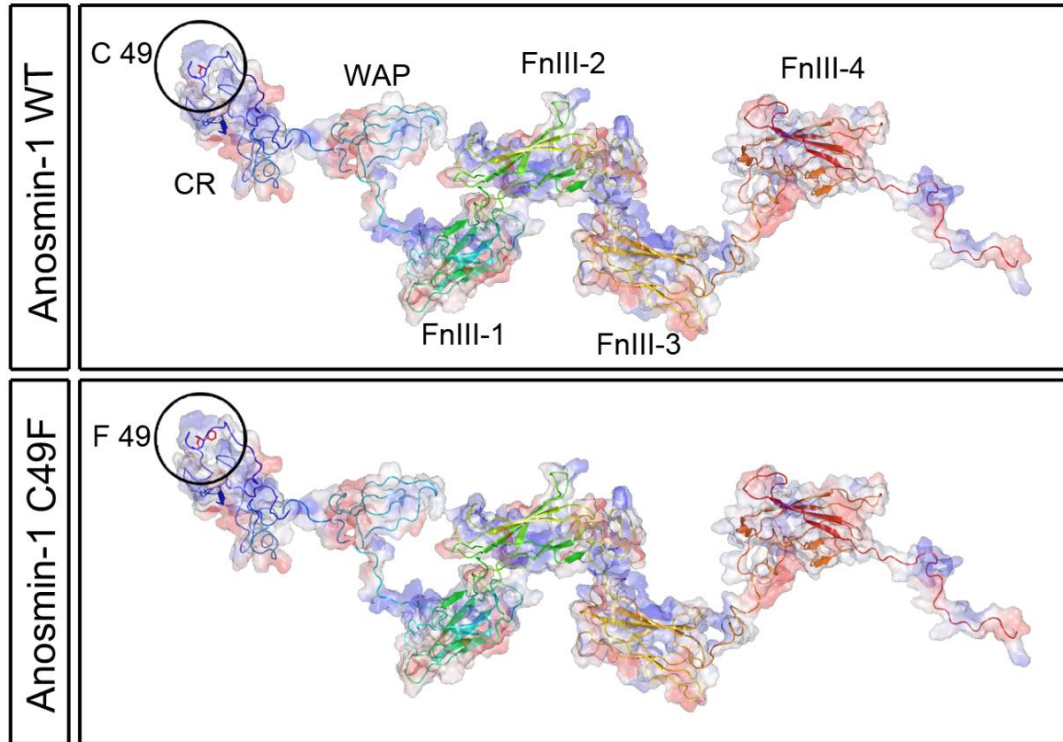 Anosmin-1 WT
C 49
CR
WAP
FnIII-1
FnIII-2
FnIII-3
FnIII-4
Anosmin-1 C49F
F 49